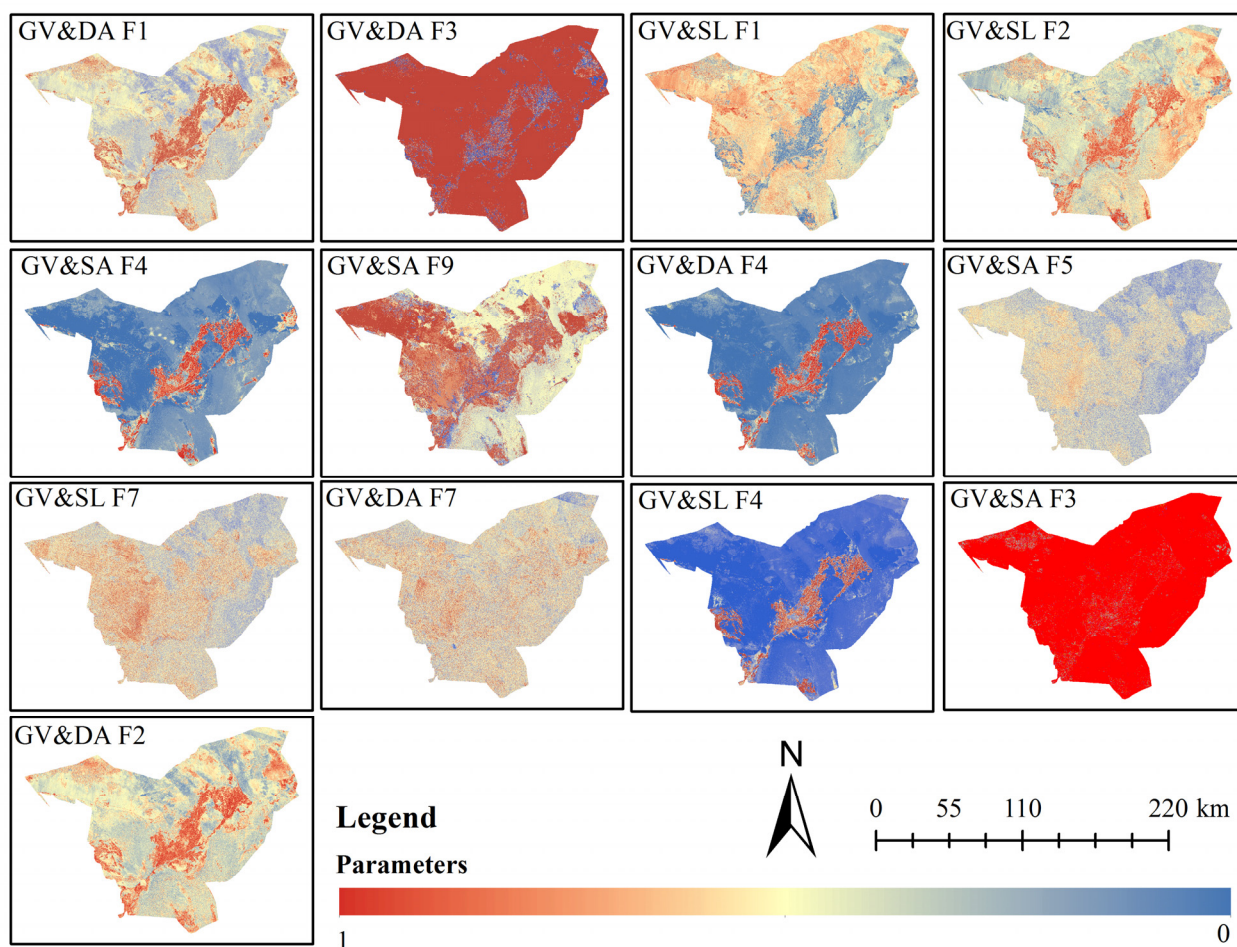 GV&DA F1
GV&DA F3
GV&SL F1
GV&SL F2
GV&SA F4
GV&SA F9
GV&DA F4
GV&SA F5
GV&SL F7
GV&DA F7
GV&SL F4
GV&SA F3
GV&DA F2
N
0 55 110 220 km
Legend
Parameters
1 0